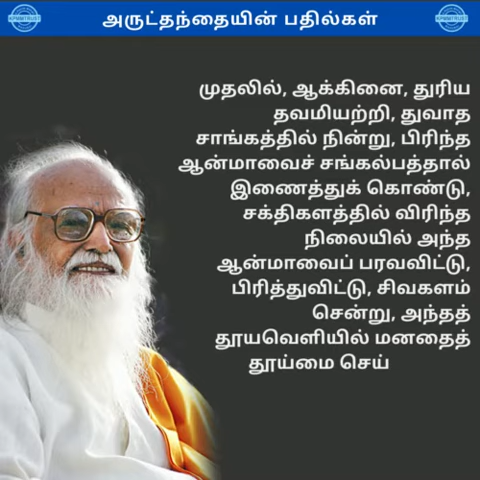 அருட்தந்தையின் பதில்கள்
முதலில், ஆக்கினை, துரிய
தவமியற்றி, துவாத
சாங்கத்தில் நின்று, பிரிந்த
ஆன்மாவைச் சங்கல்பத்தால்
இணைத்துக் கொண்டு,
சக்திகளத்தில் விரிந்த
நிலையில் அந்த
ஆன்மாவைப் பரவவிட்டு,
பிரித்துவிட்டு, சிவகளம்
சென்று, அந்தத்
தூயவெளியில் மனதைத்
தூய்மை செய்